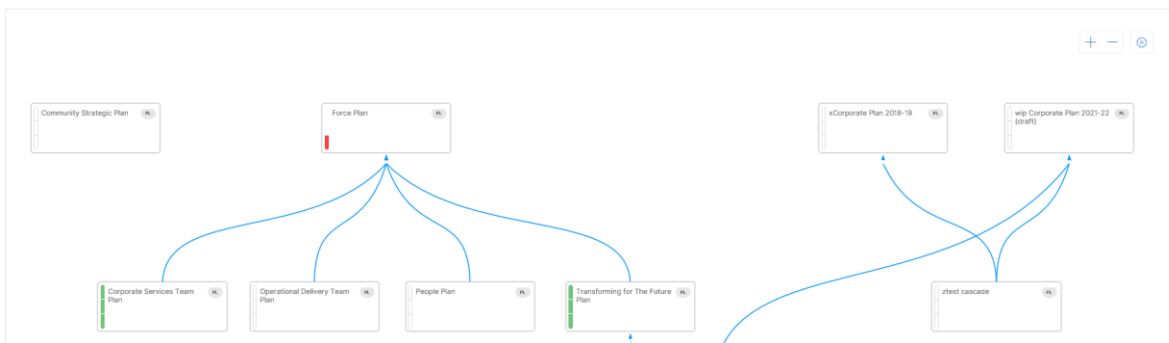 Community Strategic Plan PL
Force Plan PL
xCorporate Plan 2018-19 PL
wip Corporate Plan 2021-22 PL
(draft)
Corporate Services Team PL
Plan
Operational Delivery Team PL
Plan
People Plan PL
Transforming for The Future PL
Plan
ztest cascade PL